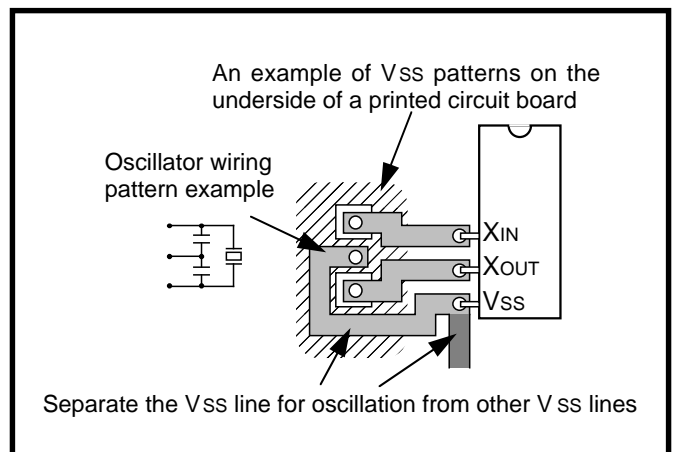 An example of VSS patterns on the
underside of a printed circuit board
Oscillator wiring
pattern example
XIN
XOUT
VSS
Separate the VSS line for oscillation from other VSS lines